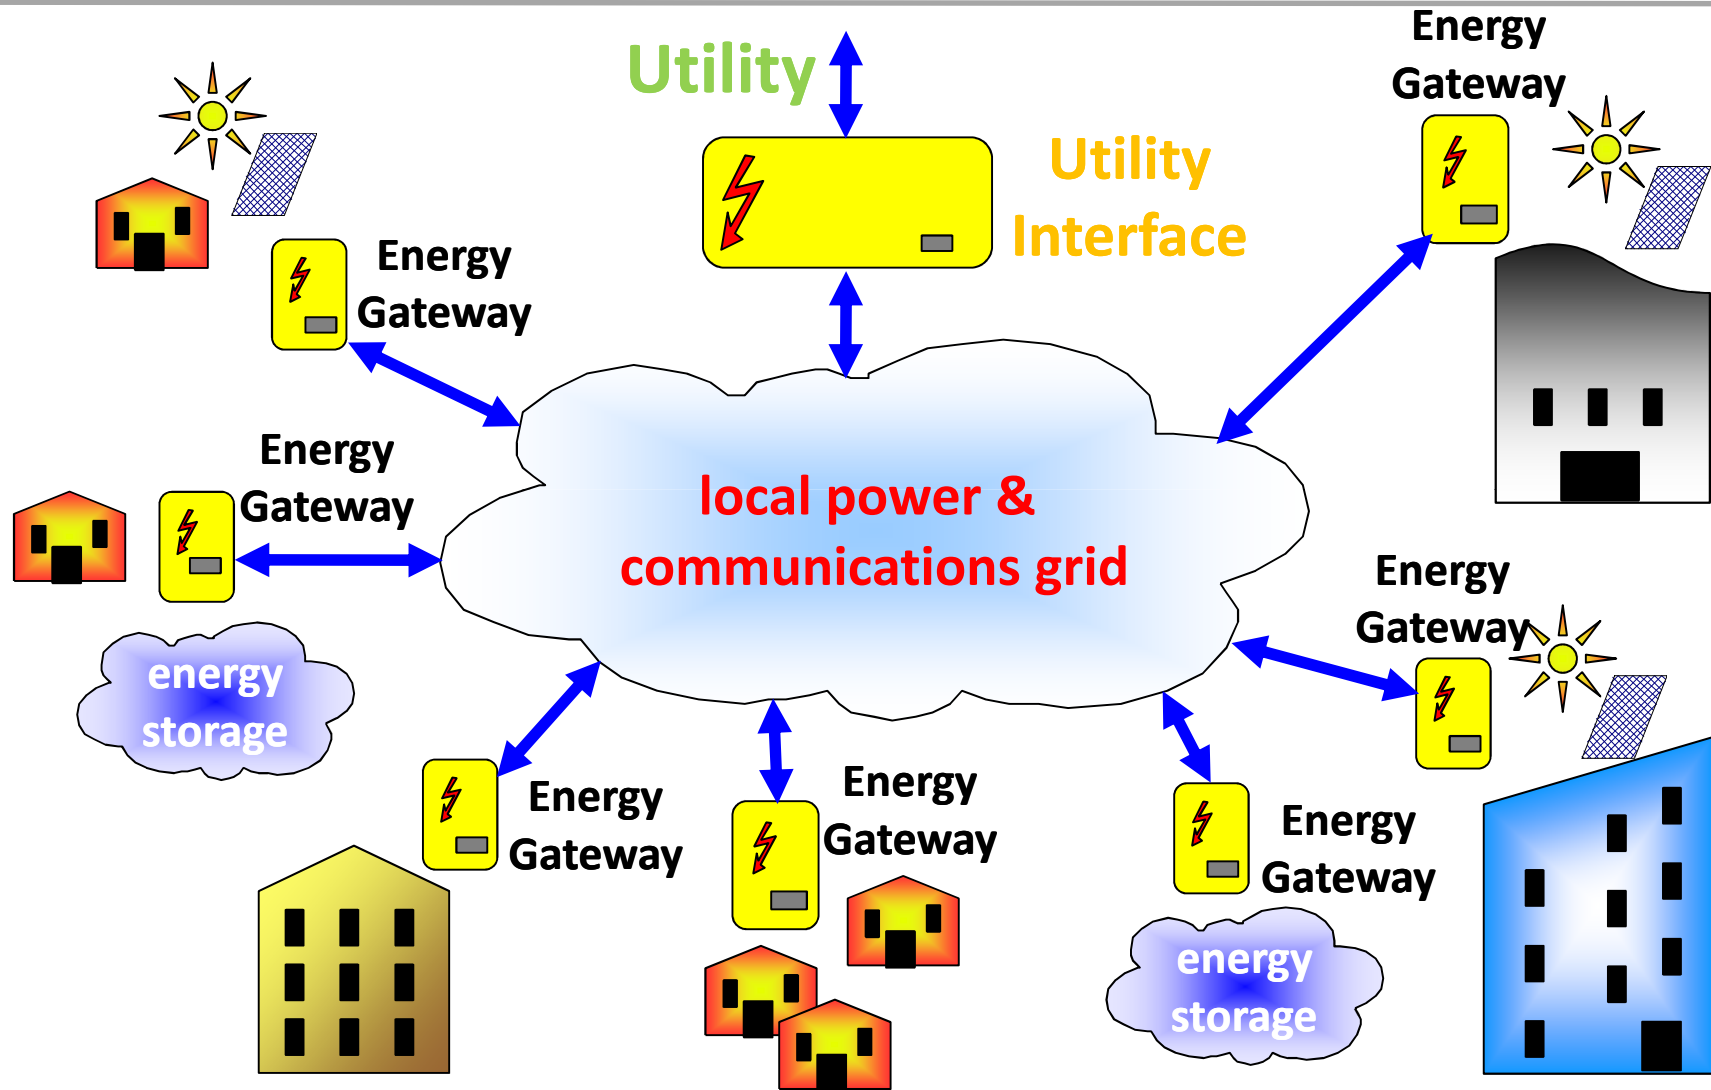 Utility
Utility
Interface
Energy
Gateway
Energy
Gateway
Energy
Gateway
local power &
communications grid
Energy
Gateway
energy
storage
Energy
Gateway
Energy
Gateway
Energy
Gateway
energy
storage